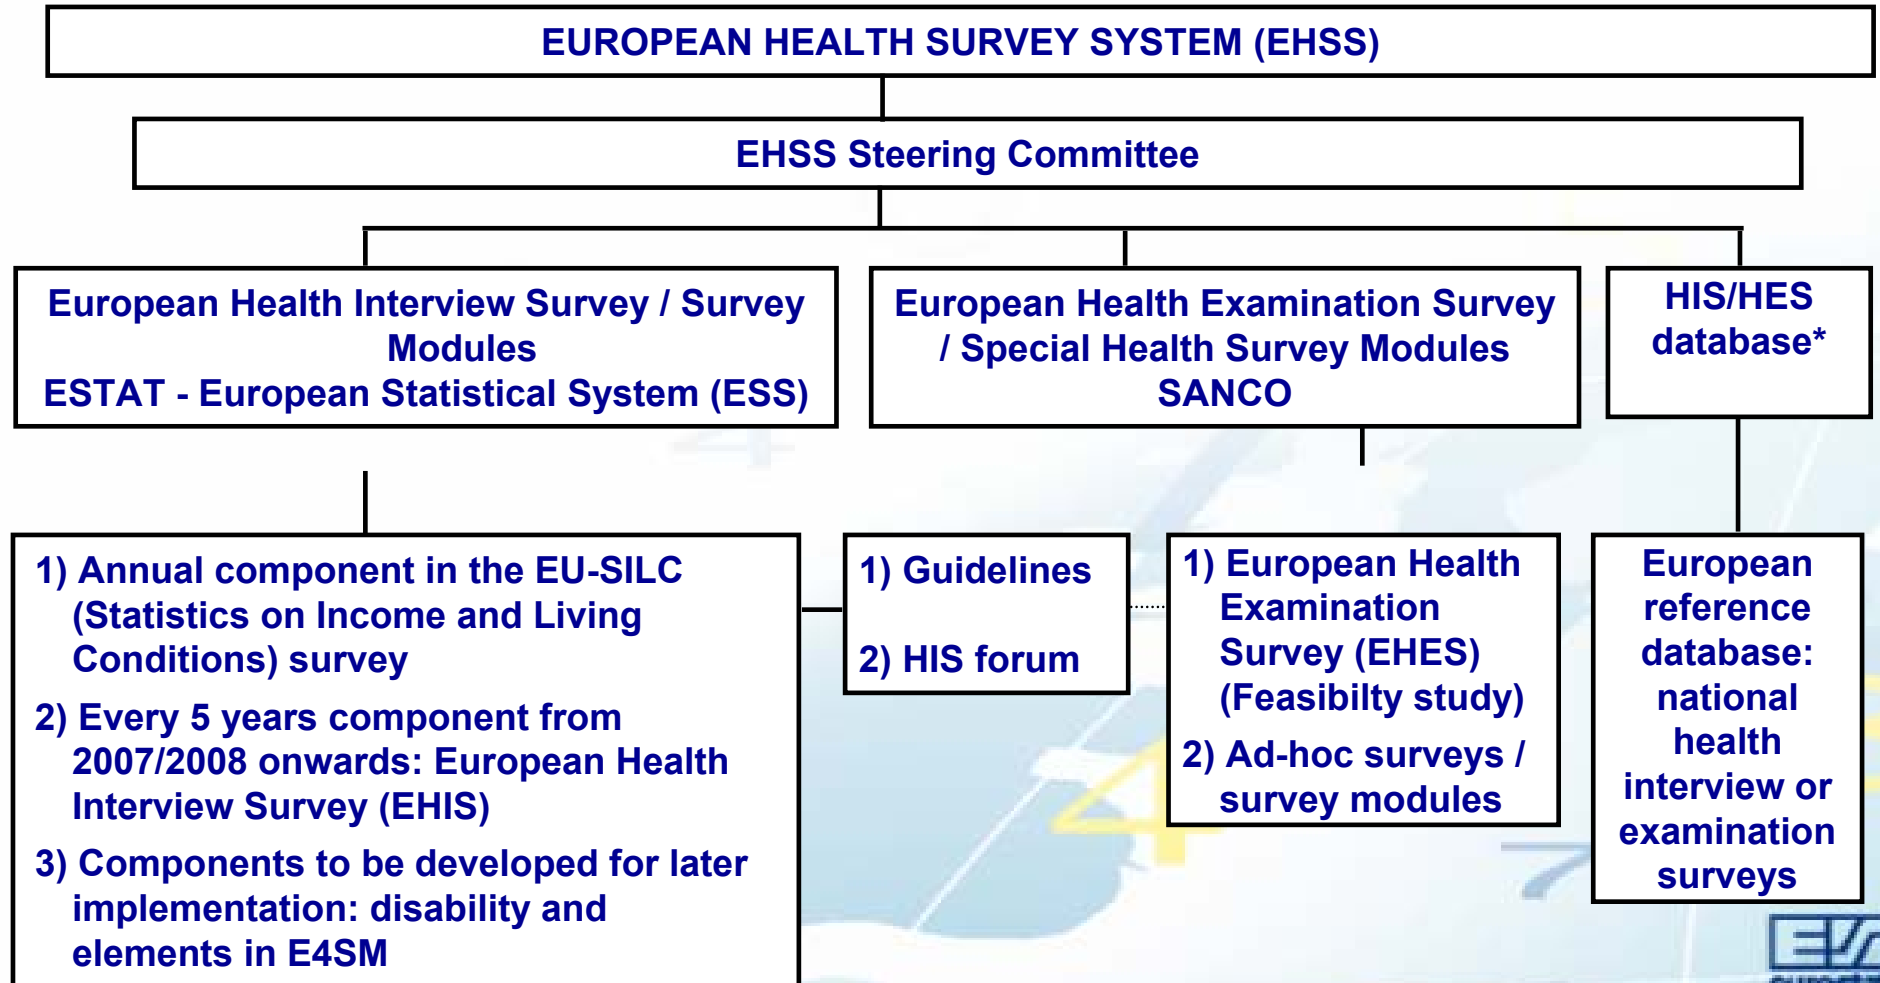 EUROPEAN HEALTH SURVEY SYSTEM (EHSS)
EHSS Steering Committee
European Health Interview Survey / Survey
Modules
ESTAT - European Statistical System (ESS)
European Health Examination Survey
/ Special Health Survey Modules
SANCO
HIS/HES
database*
1) Annual component in the EU-SILC
(Statistics on Income and Living
Conditions) survey
2) Every 5 years component from
2007/2008 onwards: European Health
Interview Survey (EHIS)
3) Components to be developed for later
implementation: disability and
elements in E4SM
1) Guidelines
2) HIS forum
1) European Health
Examination
Survey (EHES)
(Feasibilty study)
2) Ad-hoc surveys /
survey modules
European
reference
database:
national
health
interview or
examination
surveys
4
7